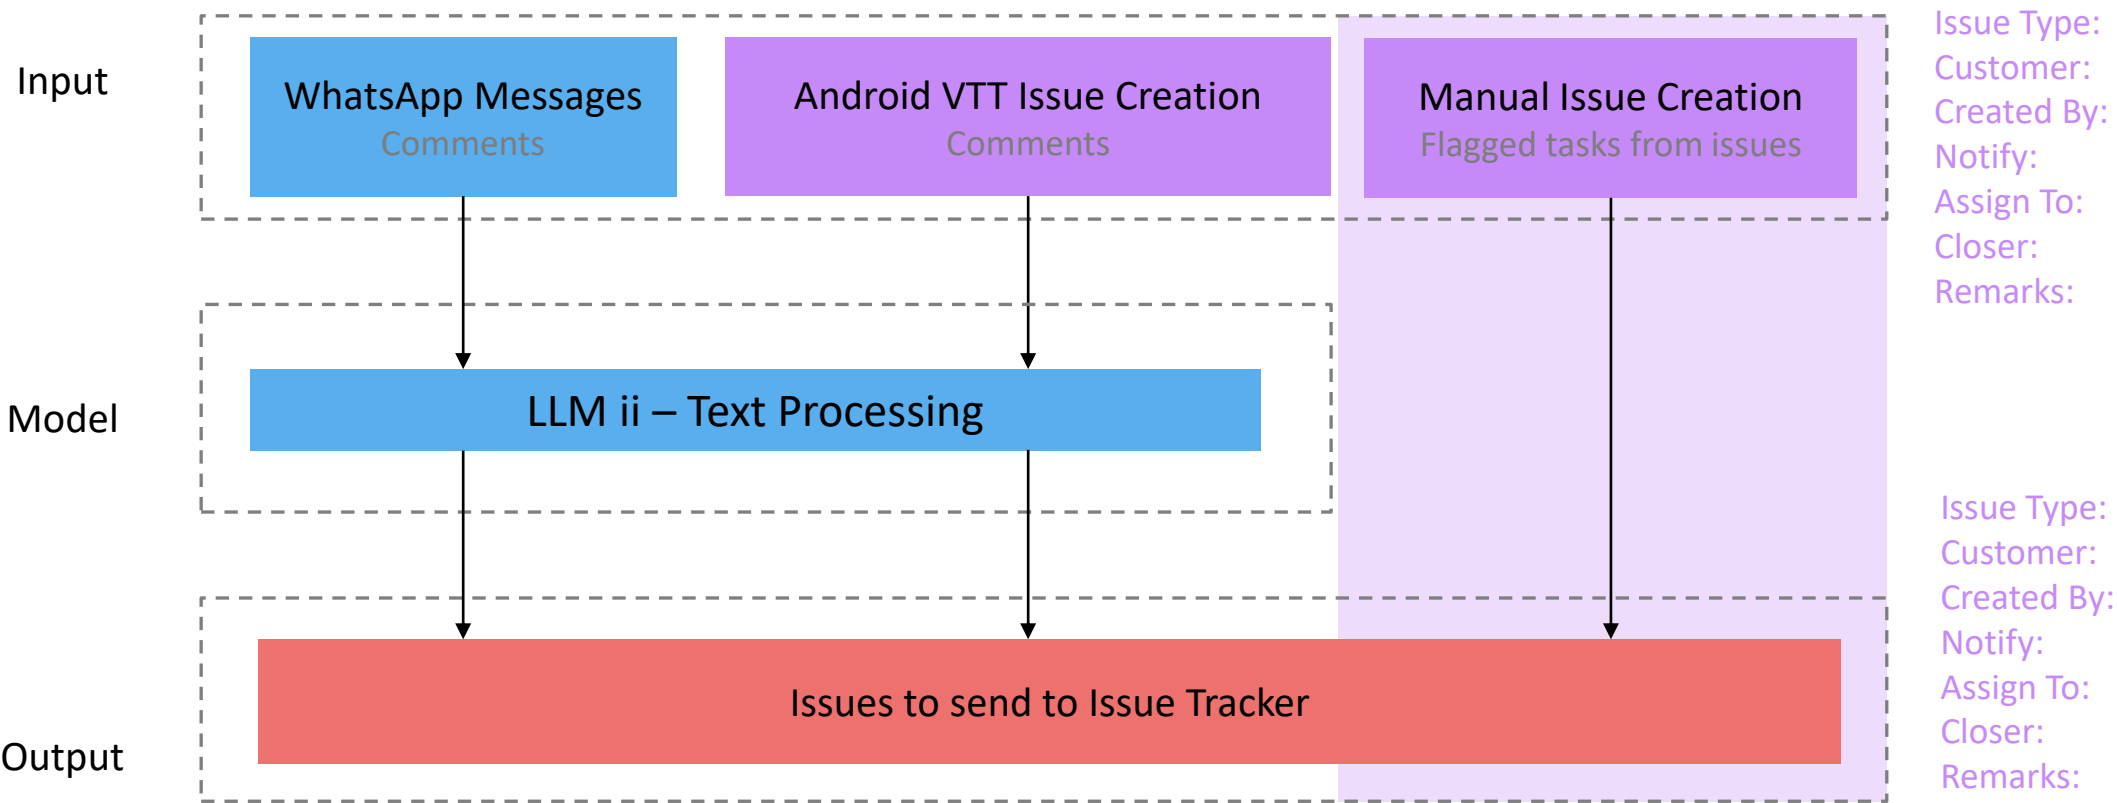 Input
WhatsApp Messages
Comments
Android VTT Issue Creation
Comments
Manual Issue Creation
Flagged tasks from issues
Issue Type:
Customer:
Created By:
Notify:
Assign To:
Closer:
Remarks:
Model
LLM ii – Text Processing
Output
Issues to send to Issue Tracker
Issue Type:
Customer:
Created By:
Notify:
Assign To:
Closer:
Remarks: